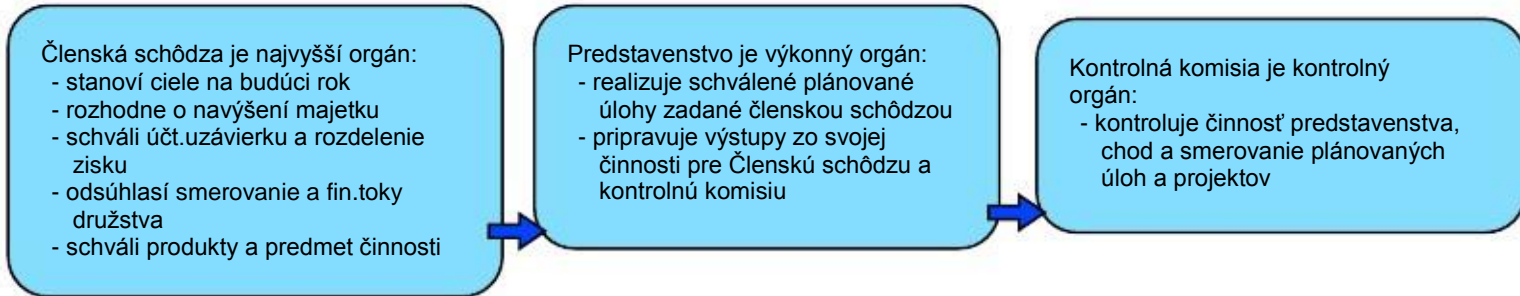 Členská schôdza je najvyšší orgán:
- stanoví ciele na budúci rok
- rozhodne o navýšení majetku
- schváli účt.uzávierku a rozdelenie
zisku
- odsúhlasí smerovanie a fin.toky
družstva
- schváli produkty a predmet činnosti
Predstavenstvo je výkonný orgán:
- realizuje schválené plánované
úlohy zadané členskou schôdzou
- pripravuje výstupy zo svojej
činnosti pre Členskú schôdzu a
kontrolnú komisiu
Kontrolná komisia je kontrolný
orgán:
- kontroluje činnosť predstavenstva,
chod a smerovanie plánovaných
úloh a projektov